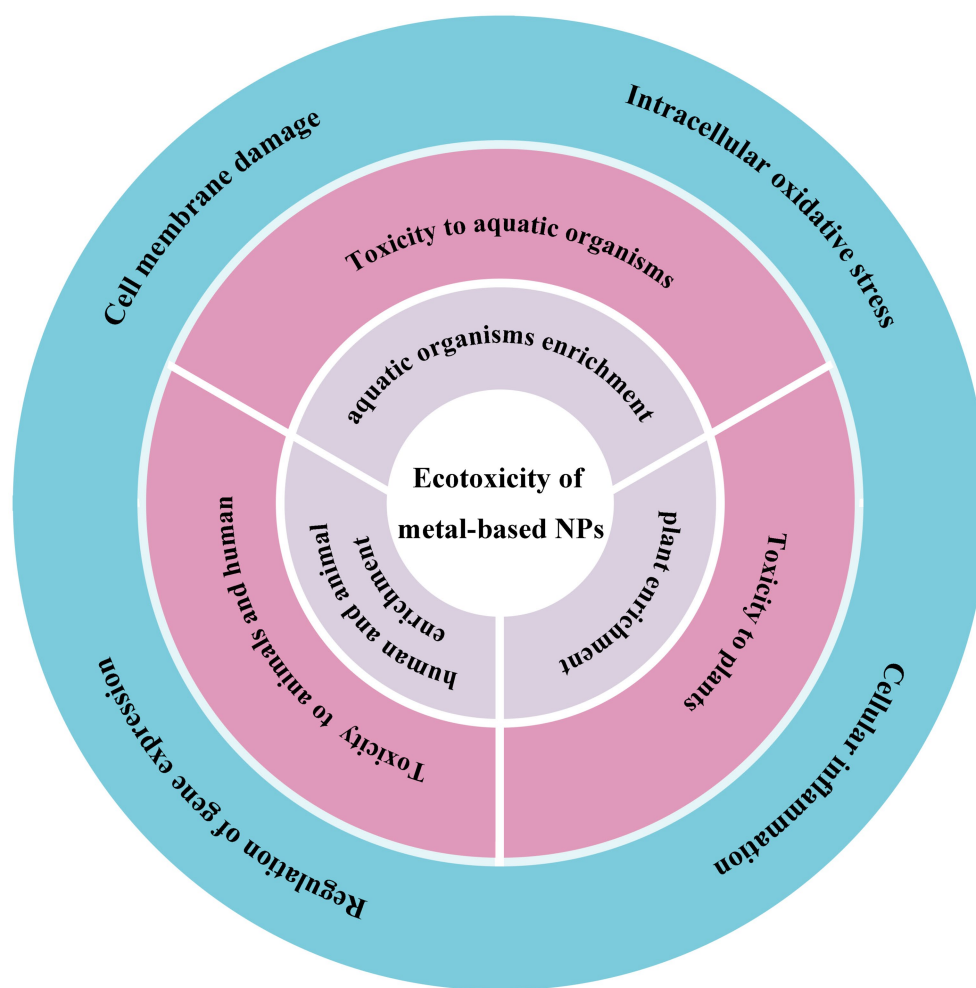 Cell membrane damage
Intracellular oxidative stress
Toxicity to aquatic organisms
aquatic organisms enrichment
Ecotoxicity of
metal-based NPs
human and animal
enrichment
plant enrichment
Toxicity to animals and human
Toxicity to plants
Regulation of gene expression
Cellular inflammation